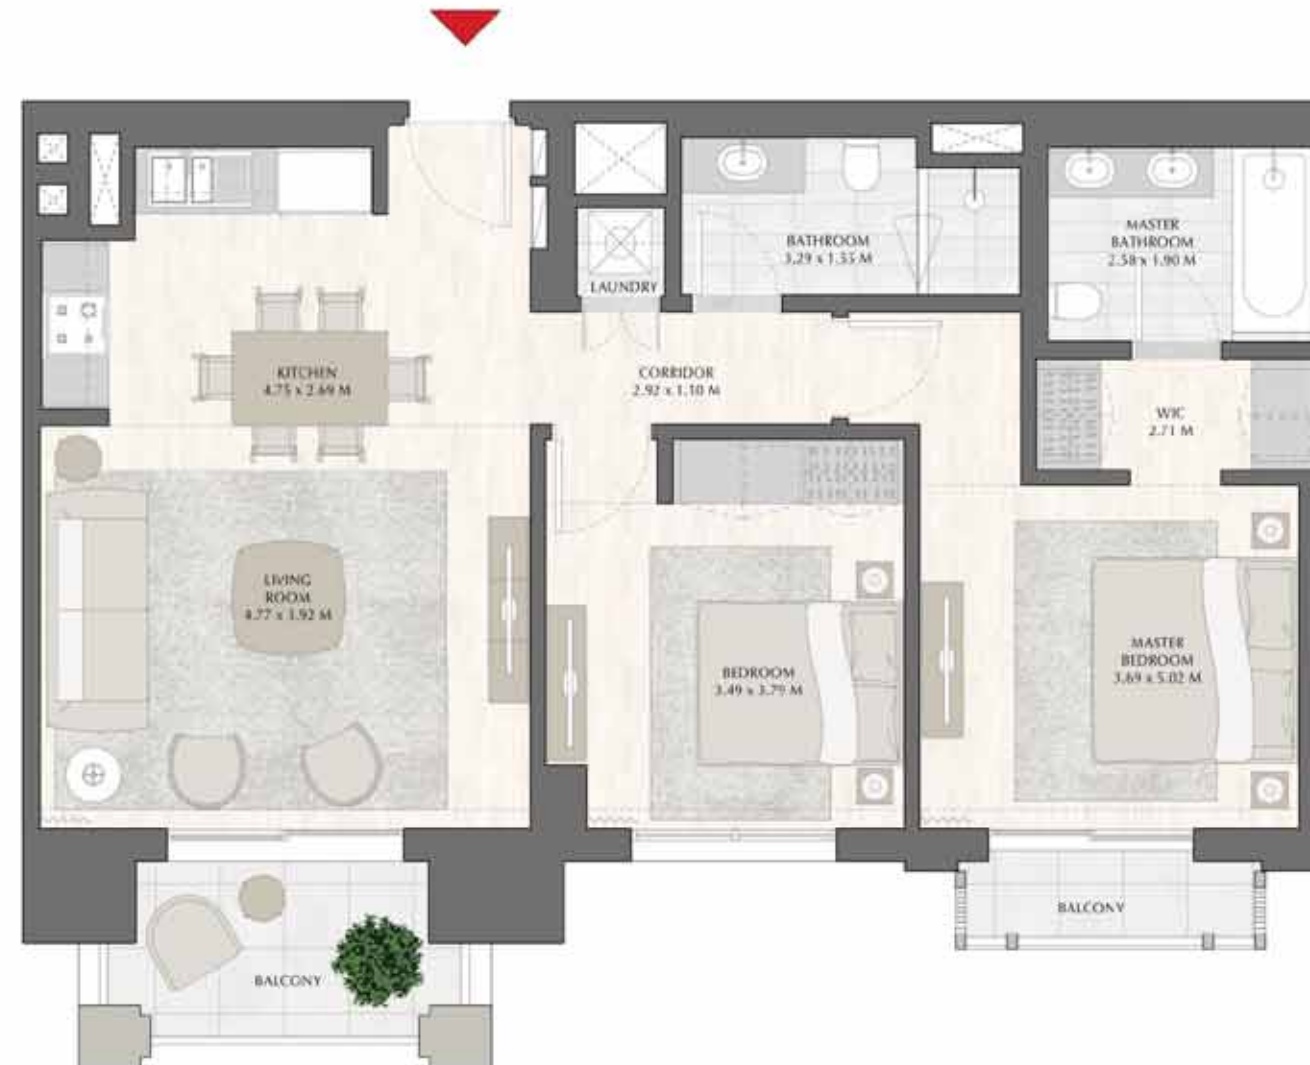 BATHROOM
3.29 x 1.55 M
MASTER
BATHROOM
2.58 x 1.90 M
LAUNDRY
KITCHEN
4.75 x 2.69 M
CORRIDOR
2.92 x 1.10 M
WIC
2.71 M
LIVING
ROOM
4.77 x 3.92 M
BEDROOM
3.49 x 3.79 M
MASTER
BEDROOM
3.69 x 5.02 M
BALCONY
BALCONY